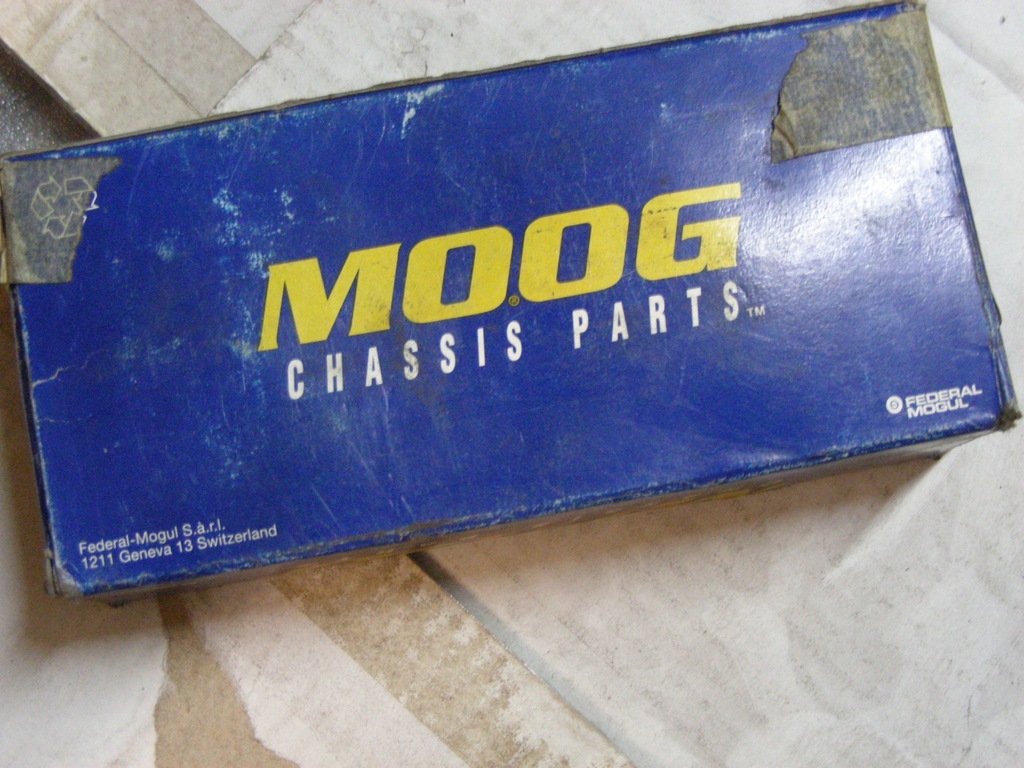 MOOG®
CHASSIS PARTS™
FEDERAL
MOGUL
Federal-Mogul S.à.r.l.
1211 Geneva 13 Switzerland